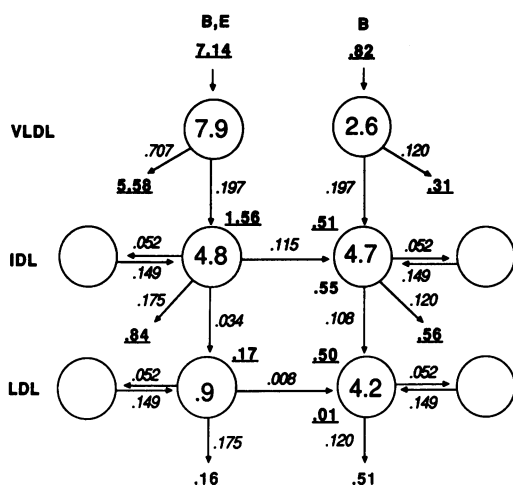 B,E B
7.14 .82
VLDL 7.9 2.6
.707 .120
5.58 .197 .197 .31
1.56 .51
.052 .115 .052
IDL 4.8 4.7
.149 .149
.175 .55 .120
.84 .034 .108 .56
.17 .50
.052 .008 .052
LDL .9 4.2
.149 .01 .149
.175 .120
.16 .51